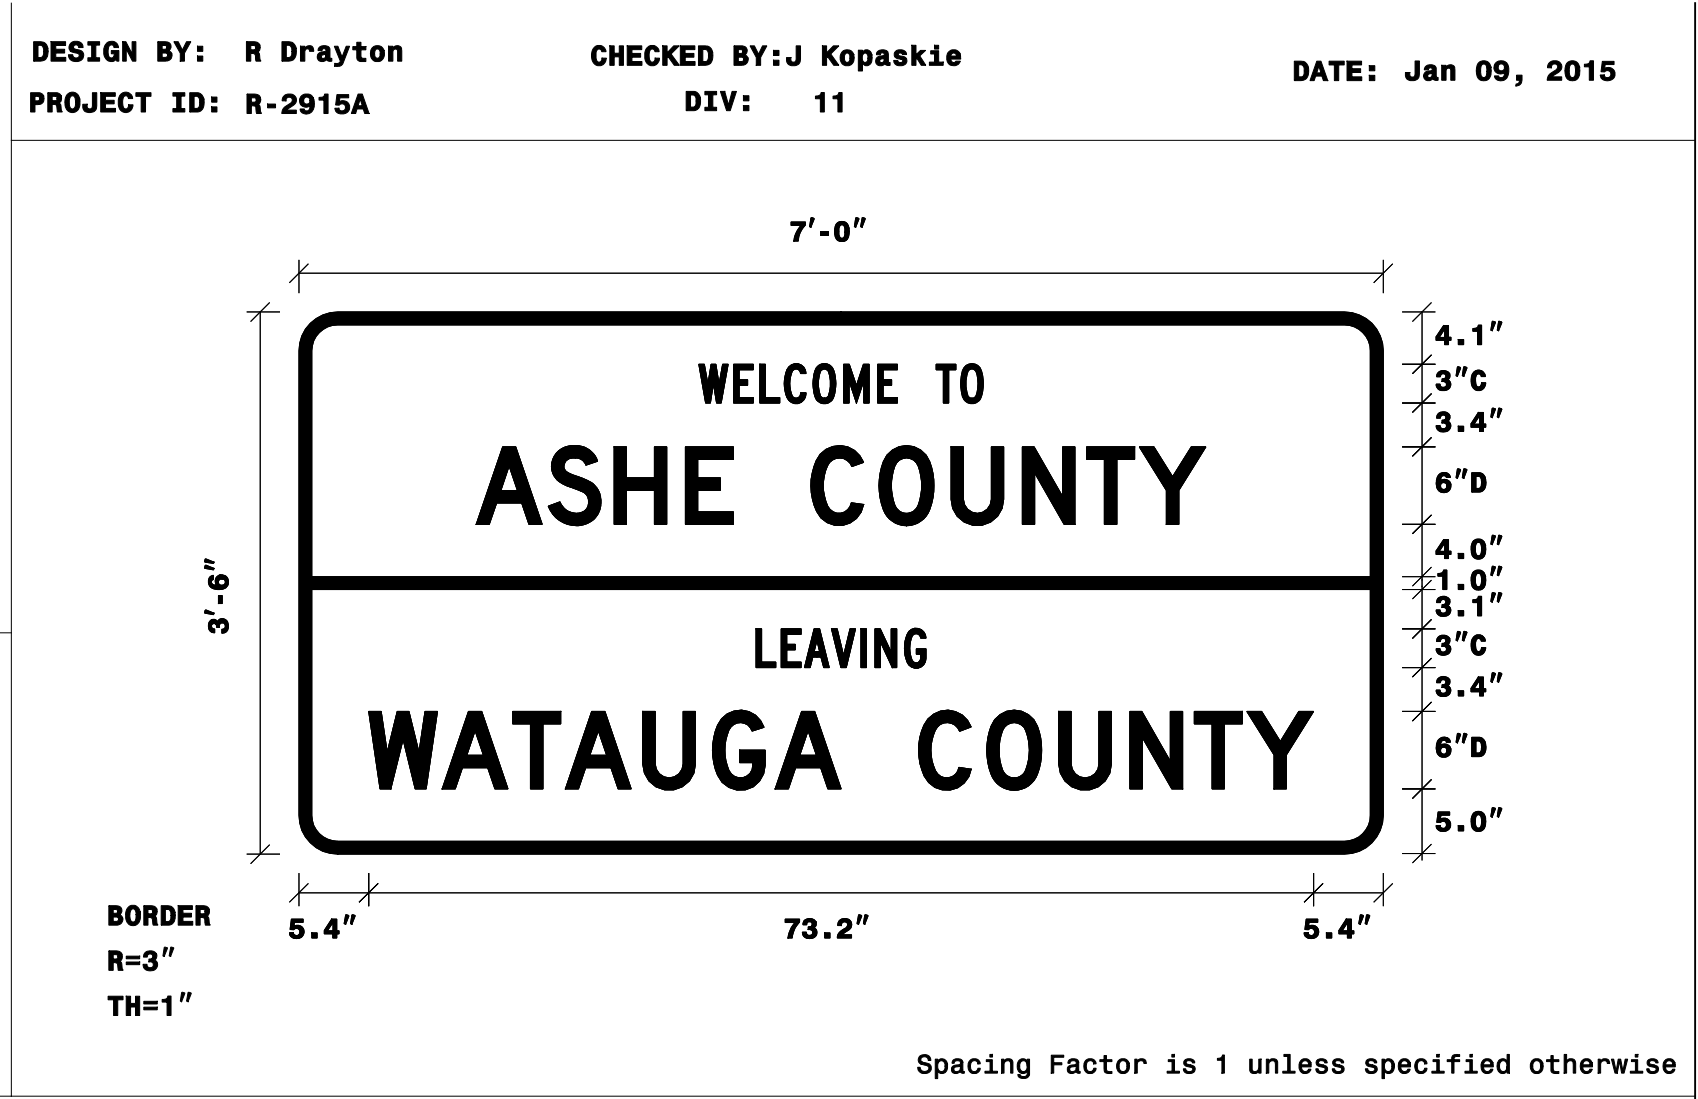 DESIGN BY: R Drayton
CHECKED BY:J Kopaskie
DATE: Jan 09, 2015
PROJECT ID: R-2915A
DIV: 11
7'-0"
WELCOME TO
ASHE COUNTY
LEAVING
WATAUGA COUNTY
3'-6"
4.1"
3"C
3.4"
6"D
4.0"
1.0"
3.1"
3"C
3.4"
6"D
5.0"
5.4"
73.2"
5.4"
BORDER
R=3"
TH=1"
Spacing Factor is 1 unless specified otherwise